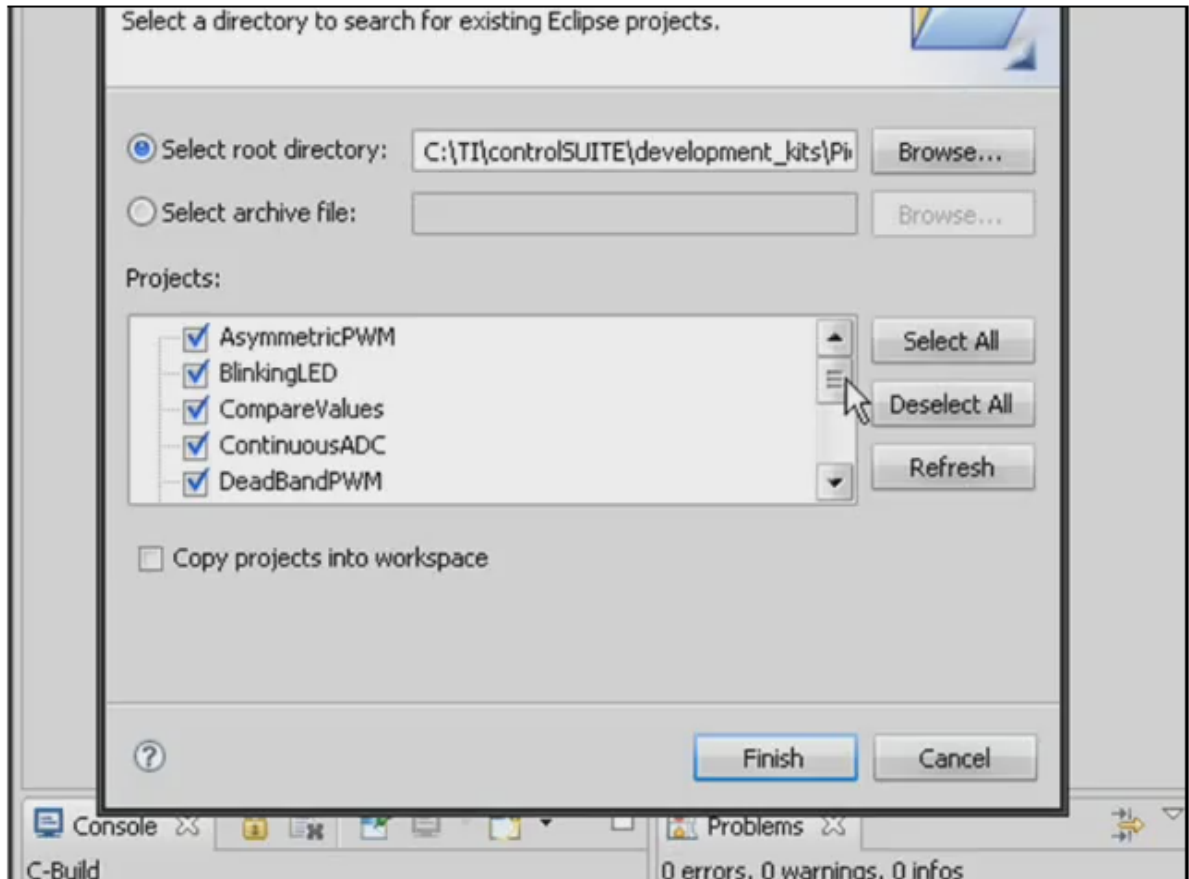 Select a directory to search for existing Eclipse projects.
Select root directory: C:\TI\controlSUITE\development_kits\Pi Browse...
Select archive file: Browse...
Projects:
AsymmetricPWM
BlinkingLED
CompareValues
ContinuousADC
DeadBandPWM
Select All
Deselect All
Refresh
Copy projects into workspace
Finish Cancel
Console Problems
C-Build 0 errors, 0 warnings, 0 infos